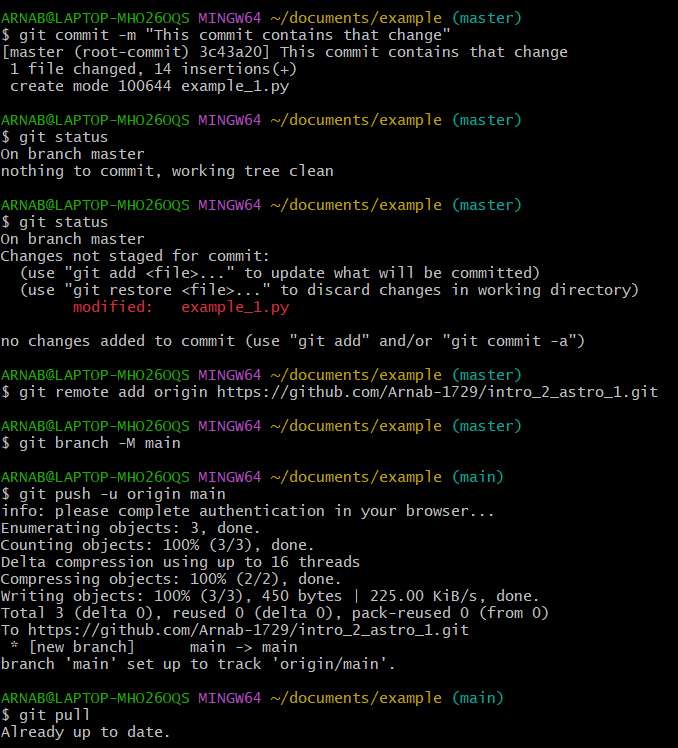 ARNAB@LAPTOP-MHO26OQS MINGW64 ~/documents/example (master)
$ git commit -m "This commit contains that change"
[master (root-commit) 3c43a20] This commit contains that change
 1 file changed, 14 insertions(+)
 create mode 100644 example_1.py

ARNAB@LAPTOP-MHO26OQS MINGW64 ~/documents/example (master)
$ git status
On branch master
nothing to commit, working tree clean

ARNAB@LAPTOP-MHO26OQS MINGW64 ~/documents/example (master)
$ git status
On branch master
Changes not staged for commit:
  (use "git add <file>..." to update what will be committed)
  (use "git restore <file>..." to discard changes in working directory)
        modified:   example_1.py

no changes added to commit (use "git add" and/or "git commit -a")

ARNAB@LAPTOP-MHO26OQS MINGW64 ~/documents/example (master)
$ git remote add origin https://github.com/Arnab-1729/intro_2_astro_1.git

ARNAB@LAPTOP-MHO26OQS MINGW64 ~/documents/example (master)
$ git branch -M main

ARNAB@LAPTOP-MHO26OQS MINGW64 ~/documents/example (main)
$ git push -u origin main
info: please complete authentication in your browser...
Enumerating objects: 3, done.
Counting objects: 100% (3/3), done.
Delta compression using up to 16 threads
Compressing objects: 100% (2/2), done.
Writing objects: 100% (3/3), 450 bytes | 225.00 KiB/s, done.
Total 3 (delta 0), reused 0 (delta 0), pack-reused 0 (from 0)
To https://github.com/Arnab-1729/intro_2_astro_1.git
 * [new branch]      main -> main
branch 'main' set up to track 'origin/main'.

ARNAB@LAPTOP-MHO26OQS MINGW64 ~/documents/example (main)
$ git pull
Already up to date.